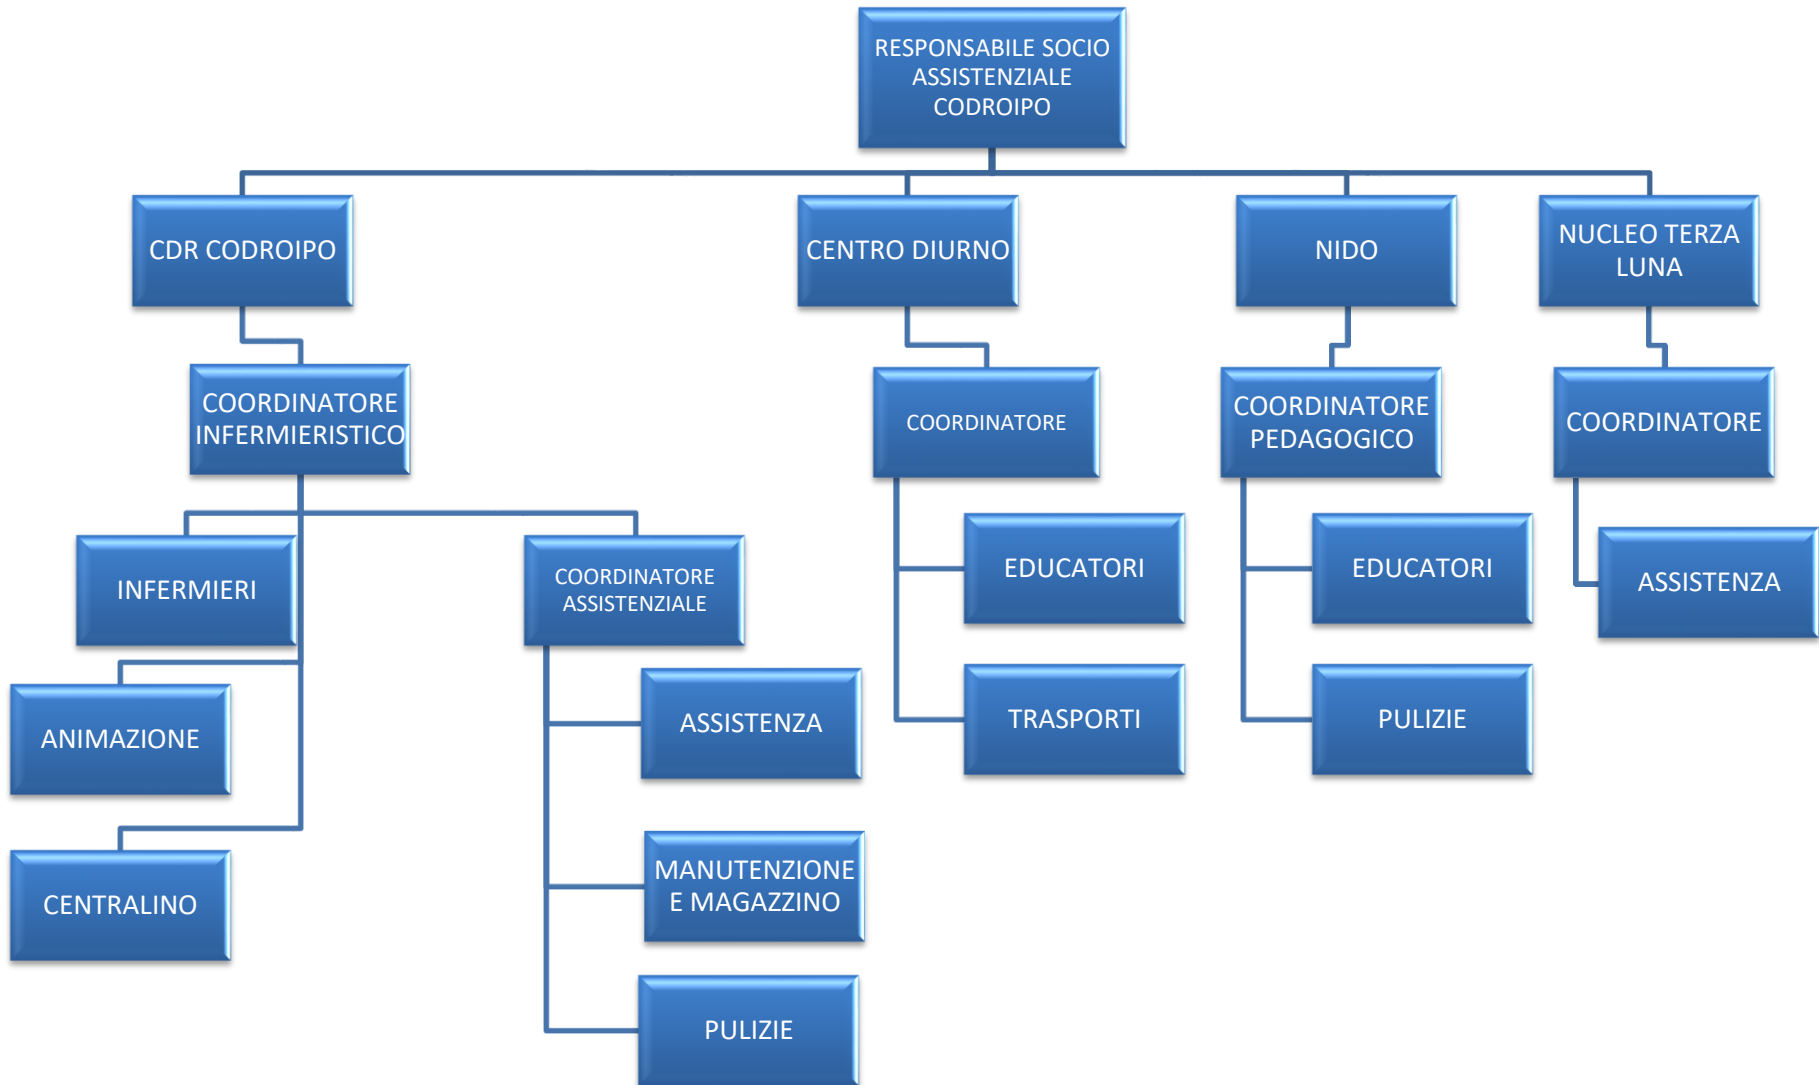 RESPONSABILE SOCIO
ASSISTENZIALE
CODROIPO
CDR CODROIPO
CENTRO DIURNO
NIDO
NUCLEO TERZA
LUNA
COORDINATORE
INFERMIERISTICO
COORDINATORE
COORDINATORE
PEDAGOGICO
COORDINATORE
INFERMIERI
COORDINATORE
ASSISTENZIALE
EDUCATORI
EDUCATORI
ASSISTENZA
ANIMAZIONE
ASSISTENZA
TRASPORTI
PULIZIE
CENTRALINO
MANUTENZIONE
E MAGAZZINO
PULIZIE